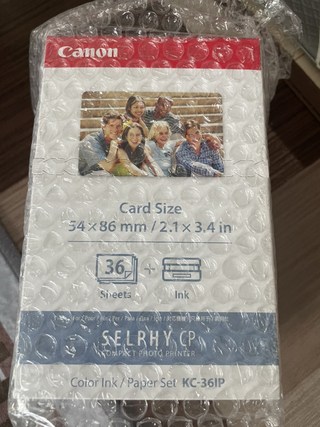 Canon
Card Size
54×86 mm / 2.1×3.4 in
36 +
Sheets Ink
SELPHY CP
COMPACT PHOTO PRINTER
Color Ink / Paper Set KC-36IP